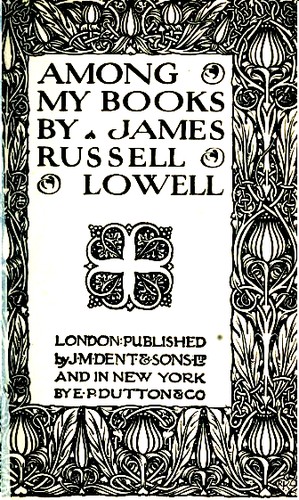 AMONG
MY BOOKS
BY JAMES
RUSSELL
LOWELL
LONDON: PUBLISHED
by J.M. DENT & SONS LTD
AND IN NEW YORK
BY E. P. DUTTON & CO